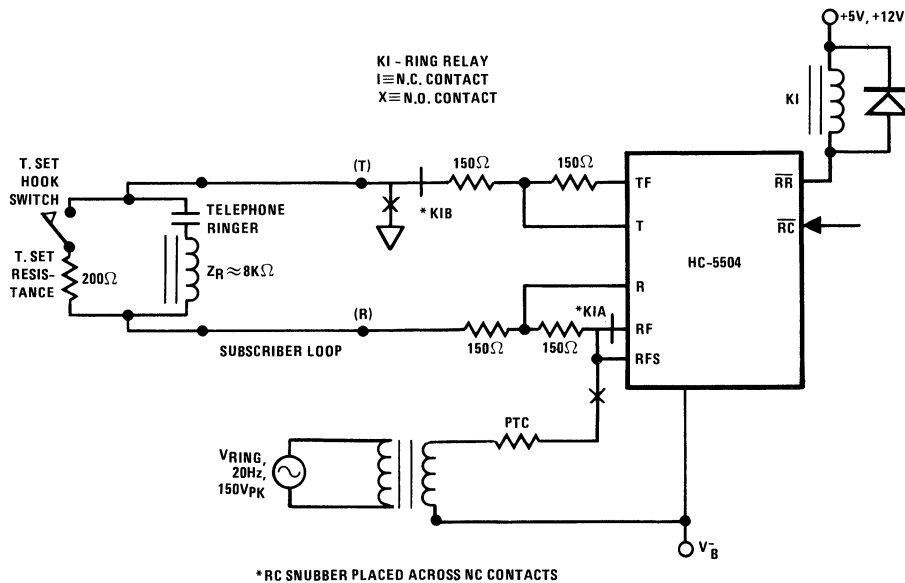 +5V, +12V
KI - RING RELAY
I≡N.C. CONTACT
X≡N.O. CONTACT
KI
T. SET
HOOK
SWITCH
(T)
150Ω
150Ω
TF
RR
TELEPHONE
RINGER
*KIB
T
RC
HC-5504
T. SET
RESIS-
TANCE
200Ω
ZR≈8KΩ
R
(R)
*KIA
RF
150Ω
150Ω
RFS
SUBSCRIBER LOOP
PTC
VRING,
20Hz,
150VPK
V-B
*RC SNUBBER PLACED ACROSS NC CONTACTS